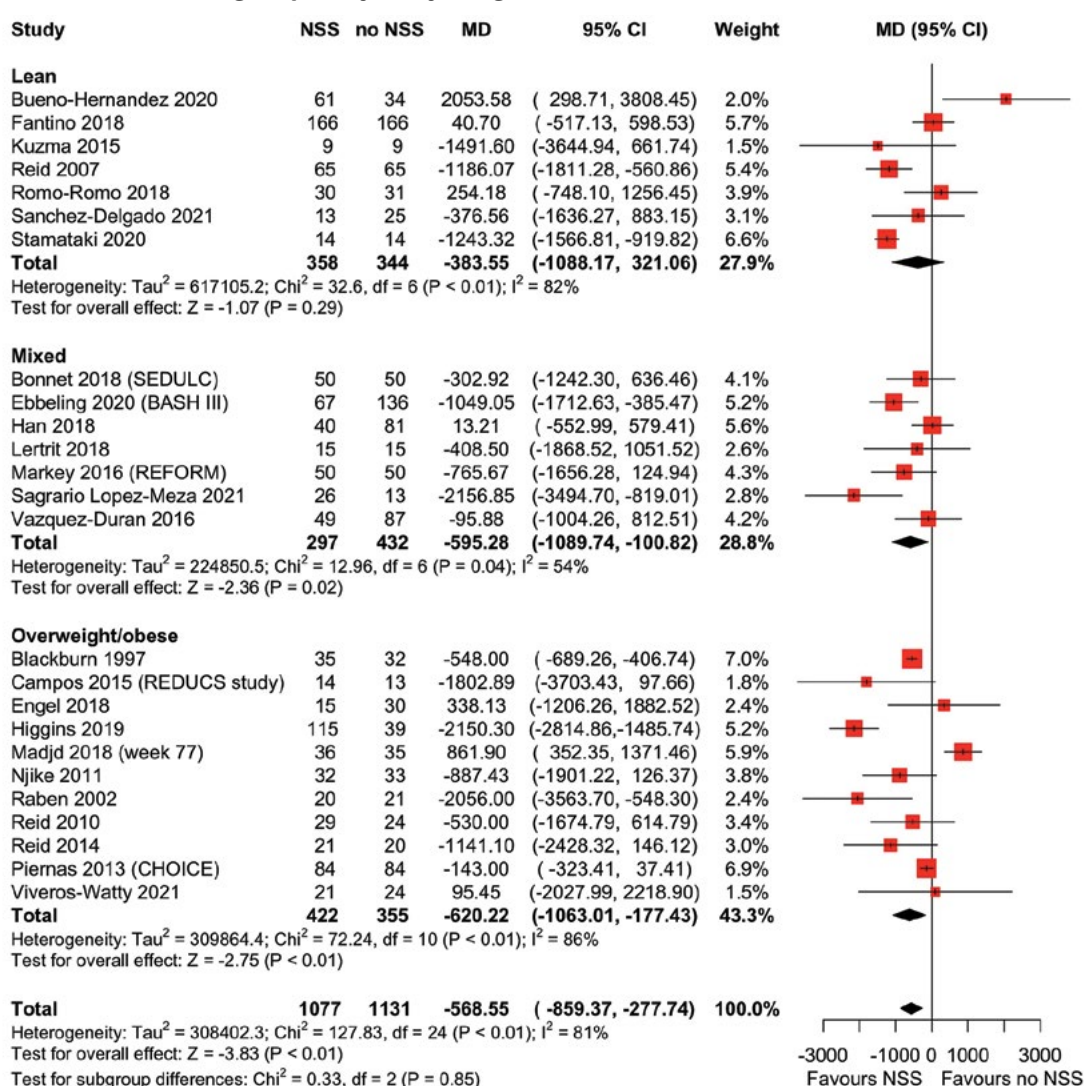 Study NSS no NSS MD 95% CI Weight MD (95% CI)
Lean
Bueno-Hernandez 2020 61 34 2053.58 ( 298.71, 3808.45) 2.0%
Fantino 2018 166 166 40.70 ( -517.13, 598.53) 5.7%
Kuzma 2015 9 9 -1491.60 (-3644.94, 661.74) 1.5%
Reid 2007 65 65 -1186.07 (-1811.28, -560.86) 5.4%
Romo-Romo 2018 30 31 254.18 ( -748.10, 1256.45) 3.9%
Sanchez-Delgado 2021 13 25 -376.56 (-1636.27, 883.15) 3.1%
Stamataki 2020 14 14 -1243.32 (-1566.81, -919.82) 6.6%
Total 358 344 -383.55 (-1088.17, 321.06) 27.9%
Heterogeneity: Tau² = 617105.2; Chi² = 32.6, df = 6 (P < 0.01); I² = 82%
Test for overall effect: Z = -1.07 (P = 0.29)
Mixed
Bonnet 2018 (SEDULC) 50 50 -302.92 (-1242.30, 636.46) 4.1%
Ebbeling 2020 (BASH III) 67 136 -1049.05 (-1712.63, -385.47) 5.2%
Han 2018 40 81 13.21 ( -552.99, 579.41) 5.6%
Lertrit 2018 15 15 -408.50 (-1868.52, 1051.52) 2.6%
Markey 2016 (REFORM) 50 50 -765.67 (-1656.28, 124.94) 4.3%
Sagrario Lopez-Meza 2021 26 13 -2156.85 (-3494.70, -819.01) 2.8%
Vazquez-Duran 2016 49 87 -95.88 (-1004.26, 812.51) 4.2%
Total 297 432 -595.28 (-1089.74, -100.82) 28.8%
Heterogeneity: Tau² = 224850.5; Chi² = 12.96, df = 6 (P = 0.04); I² = 54%
Test for overall effect: Z = -2.36 (P = 0.02)
Overweight/obese
Blackburn 1997 35 32 -548.00 ( -689.26, -406.74) 7.0%
Campos 2015 (REDUCS study) 14 13 -1802.89 (-3703.43, 97.66) 1.8%
Engel 2018 15 30 338.13 (-1206.26, 1882.52) 2.4%
Higgins 2019 115 39 -2150.30 (-2814.86,-1485.74) 5.2%
Madjd 2018 (week 77) 36 35 861.90 ( 352.35, 1371.46) 5.9%
Njike 2011 32 33 -887.43 (-1901.22, 126.37) 3.8%
Raben 2002 20 21 -2056.00 (-3563.70, -548.30) 2.4%
Reid 2010 29 24 -530.00 (-1674.79, 614.79) 3.4%
Reid 2014 21 20 -1141.10 (-2428.32, 146.12) 3.0%
Piernas 2013 (CHOICE) 84 84 -143.00 ( -323.41, 37.41) 6.9%
Viveros-Watty 2021 21 24 95.45 (-2027.99, 2218.90) 1.5%
Total 422 355 -620.22 (-1063.01, -177.43) 43.3%
Heterogeneity: Tau² = 309864.4; Chi² = 72.24, df = 10 (P < 0.01); I² = 86%
Test for overall effect: Z = -2.75 (P < 0.01)
Total 1077 1131 -568.55 ( -859.37, -277.74) 100.0%
Heterogeneity: Tau² = 308402.3; Chi² = 127.83, df = 24 (P < 0.01); I² = 81%
Test for overall effect: Z = -3.83 (P < 0.01)
Test for subgroup differences: Chi² = 0.33, df = 2 (P = 0.85)
-3000 -1000 0 1000 3000
Favours NSS Favours no NSS